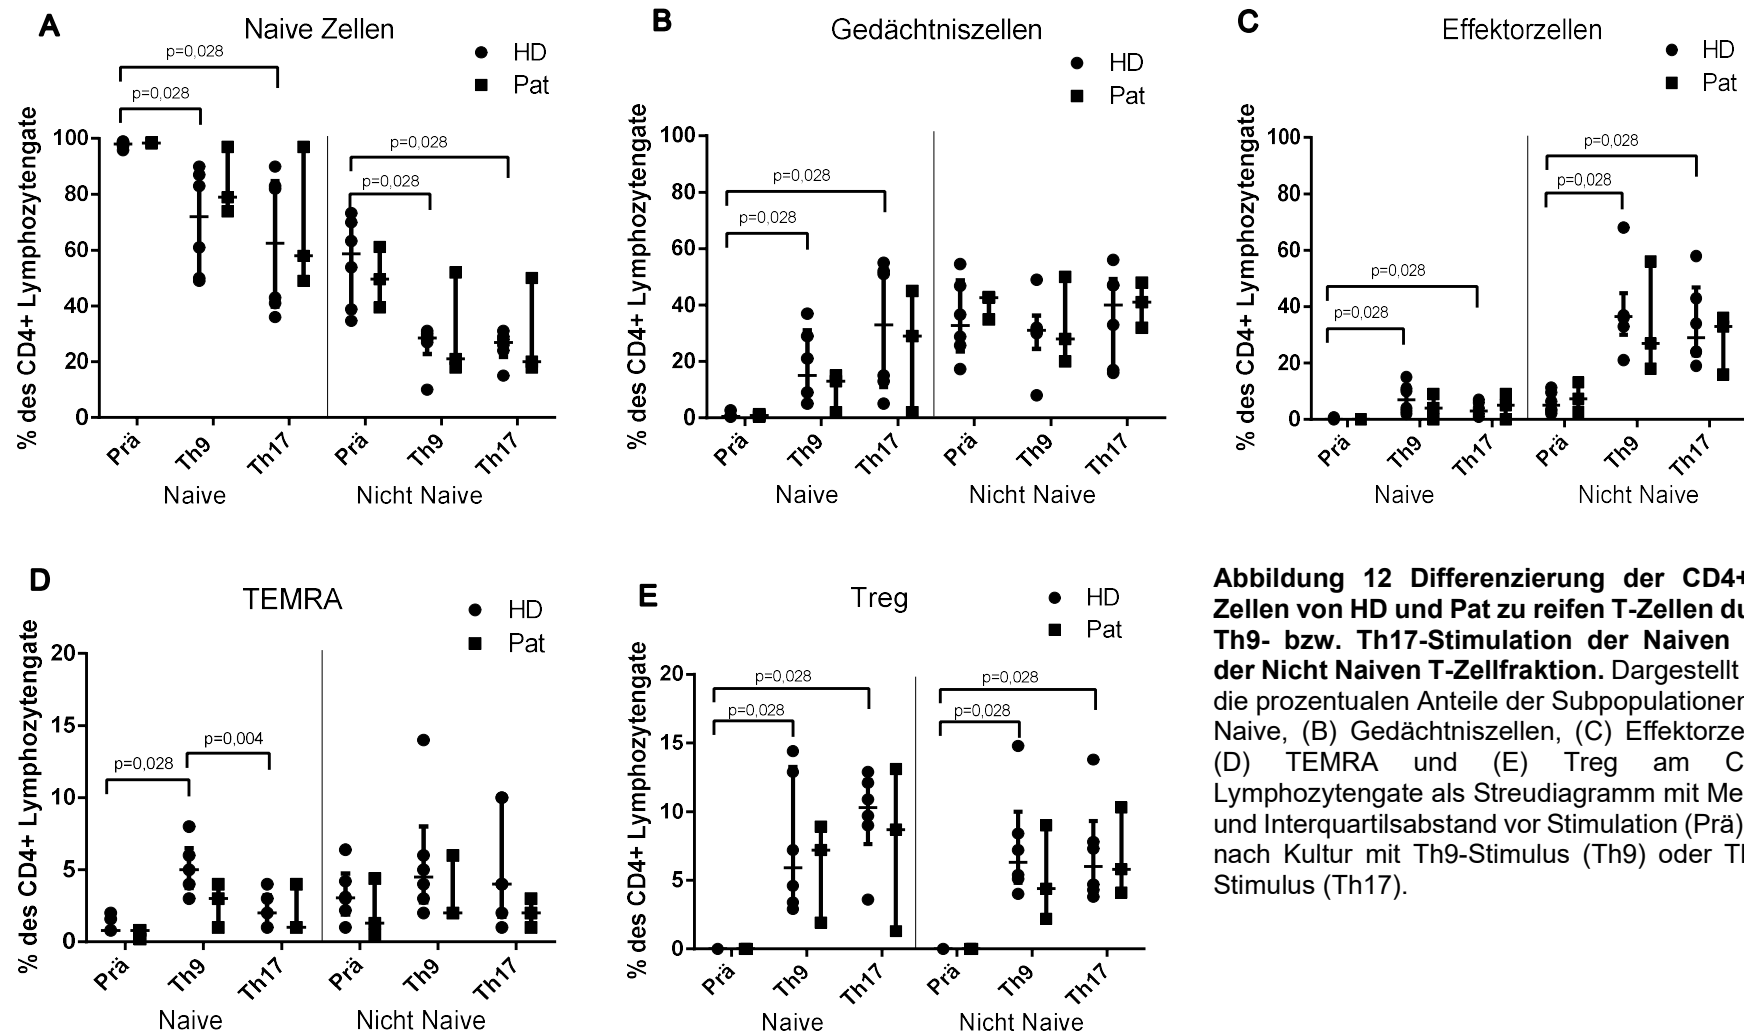 A
Naive Zellen
HD
Pat
p=0,028
p=0,028
p=0,028
p=0,028
% des CD4+ Lymphozytengate
100
80
60
40
20
0
Prä Th9 Th17 Prä Th9 Th17
Naive Nicht Naive
B
Gedächtniszellen
HD
Pat
p=0,028
p=0,028
% des CD4+ Lymphozytengate
100
80
60
40
20
0
Prä Th9 Th17 Prä Th9 Th17
Naive Nicht Naive
C
Effektorzellen
HD
Pat
p=0,028
p=0,028
p=0,028
p=0,028
% des CD4+ Lymphozytengate
100
80
60
40
20
0
Prä Th9 Th17 Prä Th9 Th17
Naive Nicht Naive
D
TEMRA
HD
Pat
p=0,004
p=0,028
% des CD4+ Lymphozytengate
20
15
10
5
0
Prä Th9 Th17 Prä Th9 Th17
Naive Nicht Naive
E
Treg
HD
Pat
p=0,028
p=0,028
p=0,028
p=0,028
% des CD4+ Lymphozytengate
20
15
10
5
0
Prä Th9 Th17 Prä Th9 Th17
Naive Nicht Naive
Abbildung 12 Differenzierung der CD4+
Zellen von HD und Pat zu reifen T-Zellen du
Th9- bzw. Th17-Stimulation der Naiven
der Nicht Naiven T-Zellfraktion. Dargestellt
die prozentualen Anteile der Subpopulationen
Naive, (B) Gedächtniszellen, (C) Effektorze
(D) TEMRA und (E) Treg am C
Lymphozytengate als Streudiagramm mit Me
und Interquartilsabstand vor Stimulation (Prä)
nach Kultur mit Th9-Stimulus (Th9) oder Th
Stimulus (Th17).